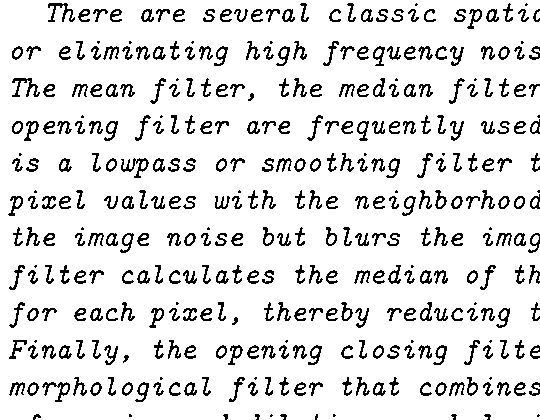 There are several classic spatic
or eliminating high frequency nois
The mean filter, the median filter
opening filter are frequently used
is a lowpass or smoothing filter t
pixel values with the neighborhood
the image noise but blurs the imag
filter calculates the median of th
for each pixel, thereby reducing t
Finally, the opening closing filte
morphological filter that combines